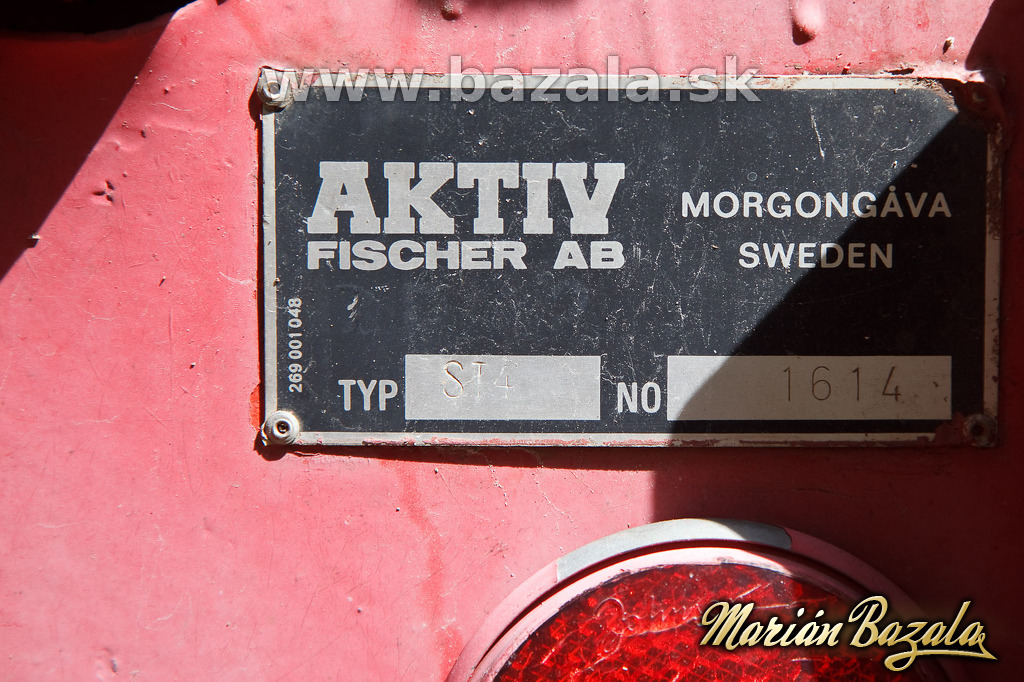 www.bazala.sk
AKTIV
FISCHER AB
MORGONGÅVA
SWEDEN
269 001 048
TYP ST4 NO 1614
Marián Bazala